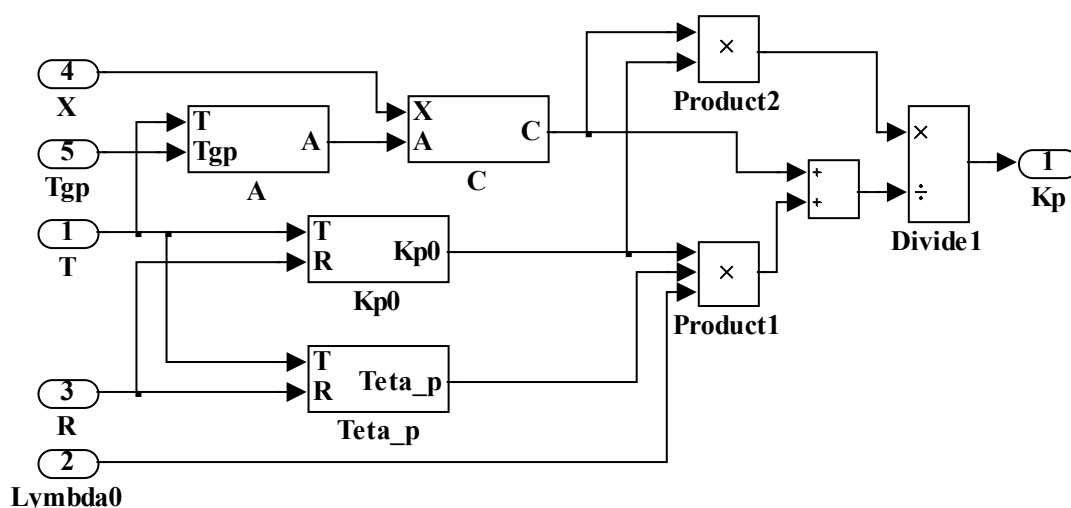 4
X
5
Tgp
1
T
3
R
2
Lymbda0
T
Tgp
A
A
X
A
C
C
T
R
Kp0
Kp0
T
R
Teta_p
Teta_p
×
Product2
×
Product1
+
+
×
÷
Divide1
1
Kp